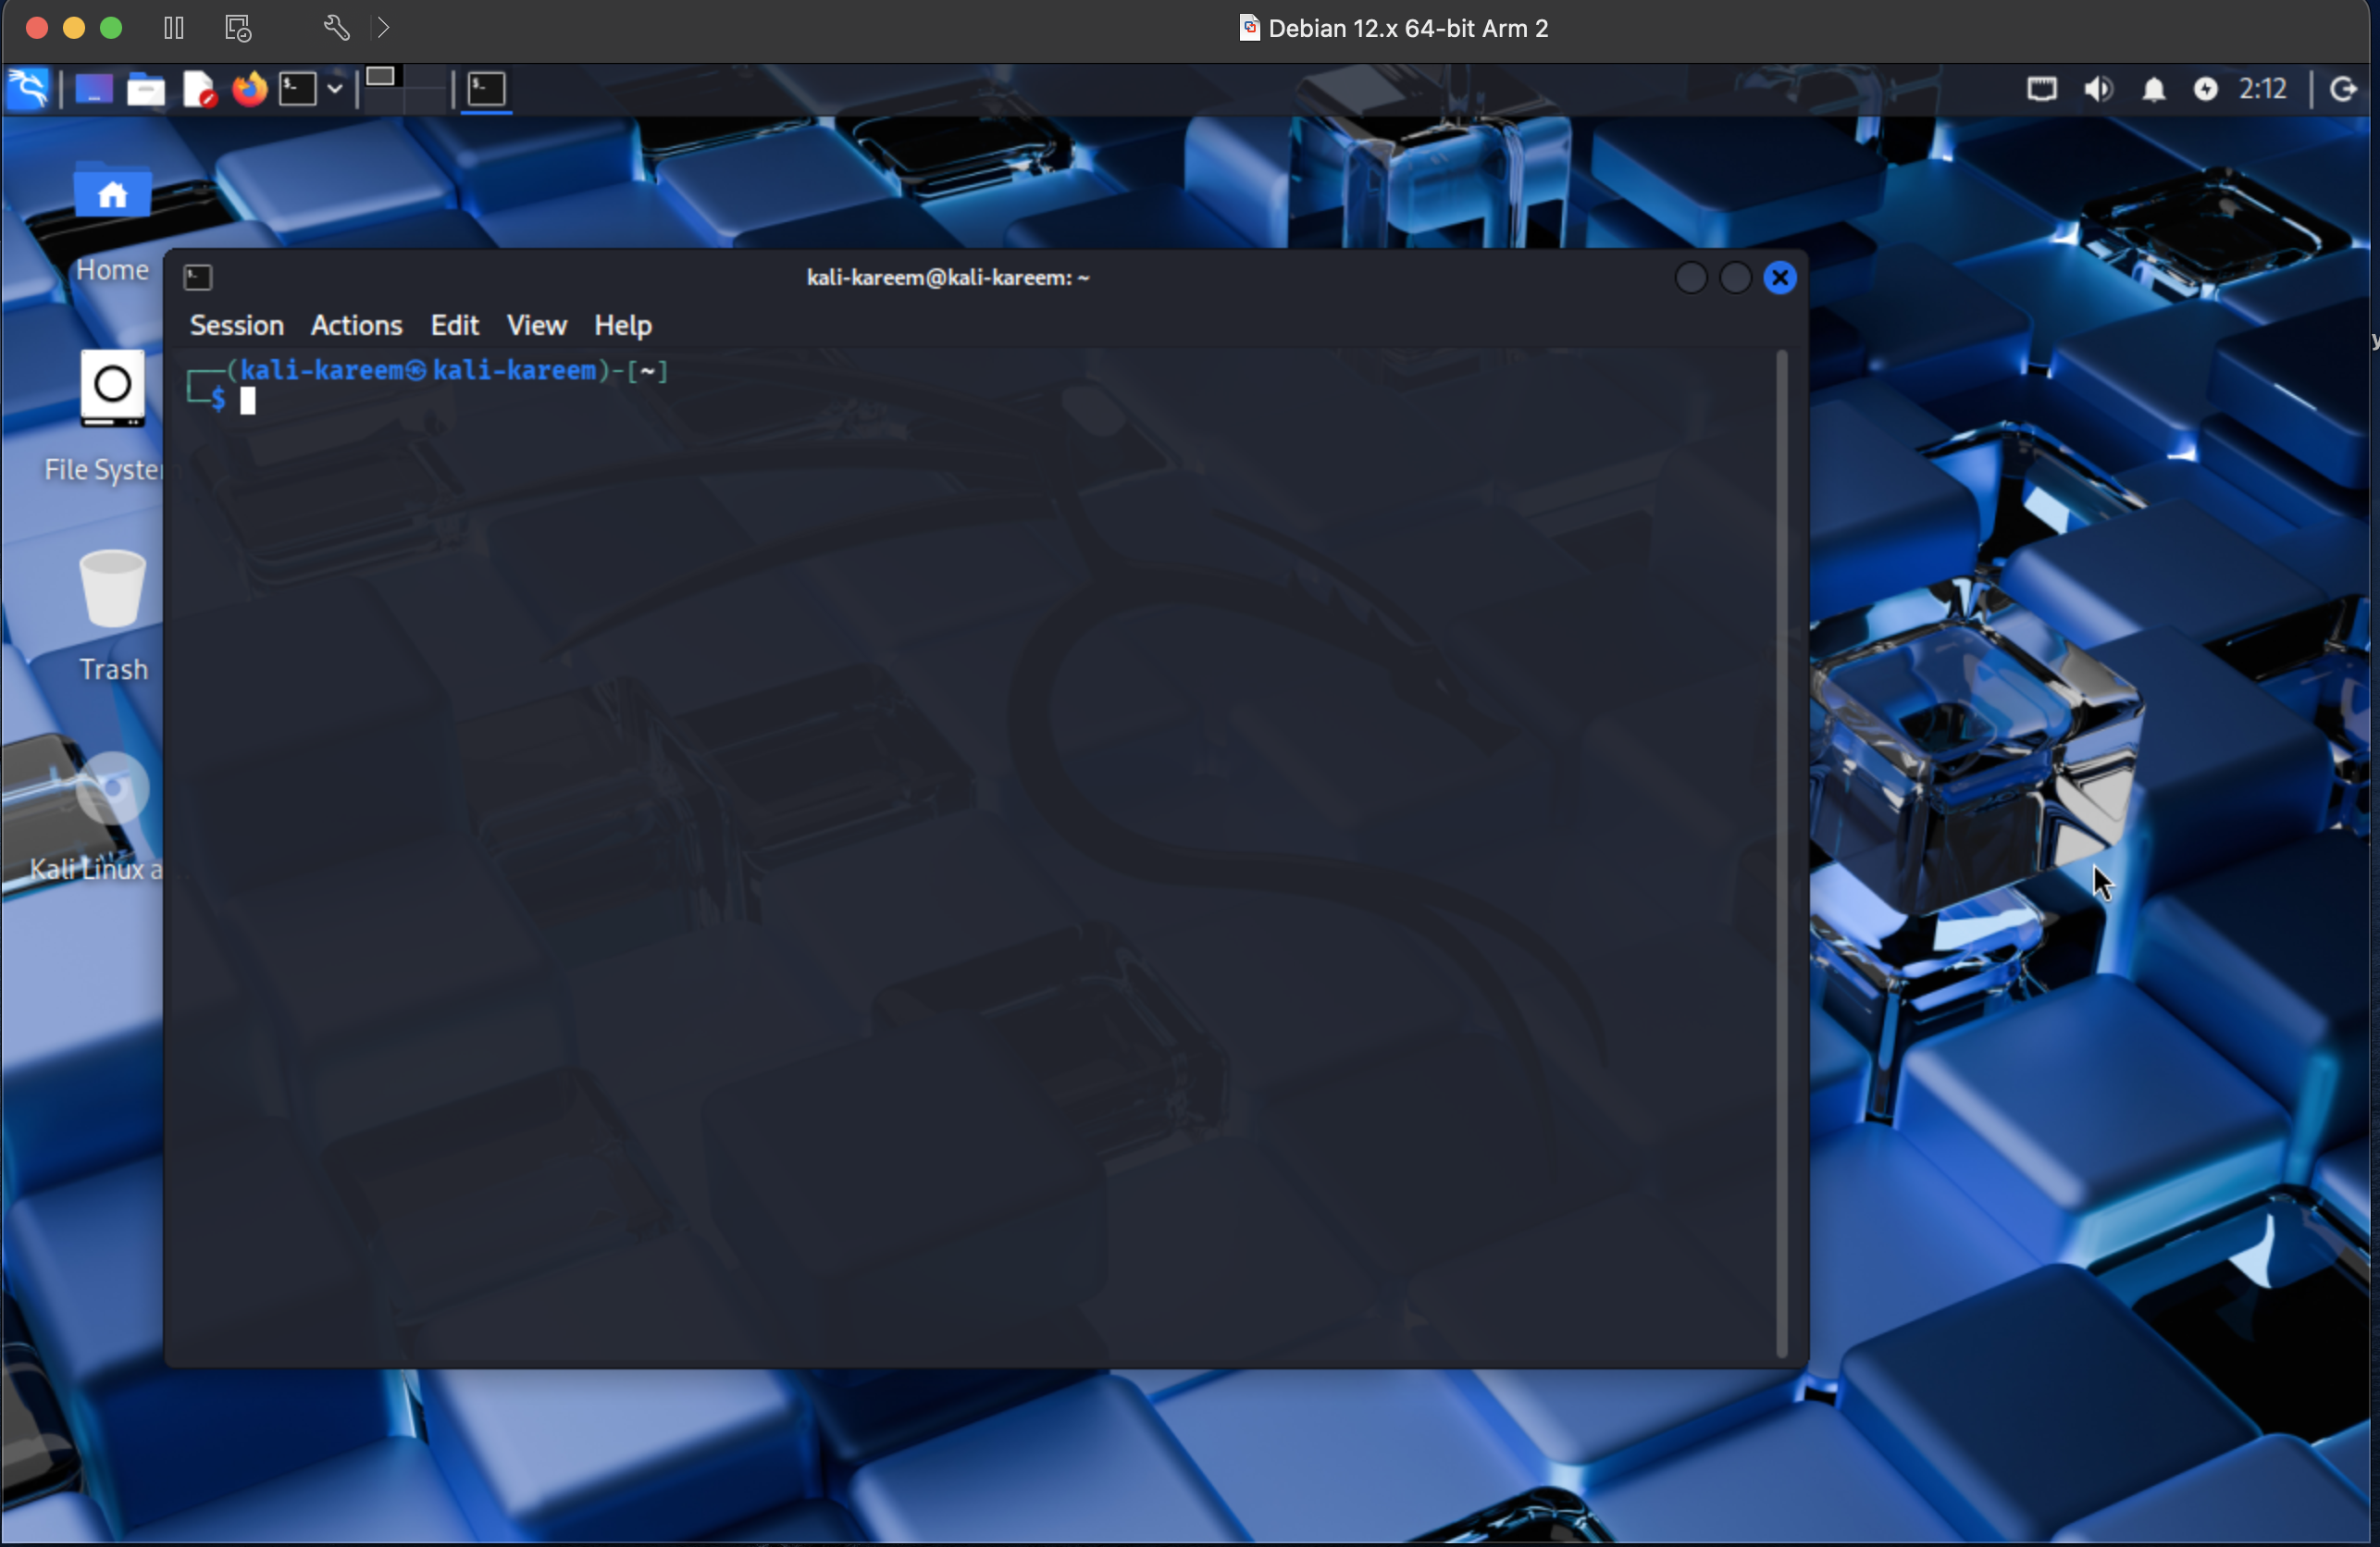 Debian 12.x 64-bit Arm 2
2:12
Home
kali-kareem@kali-kareem: ~
Session Actions Edit View Help
(kali-kareem㉿kali-kareem)-[~]
$
File System
Trash
Kali Linux a...